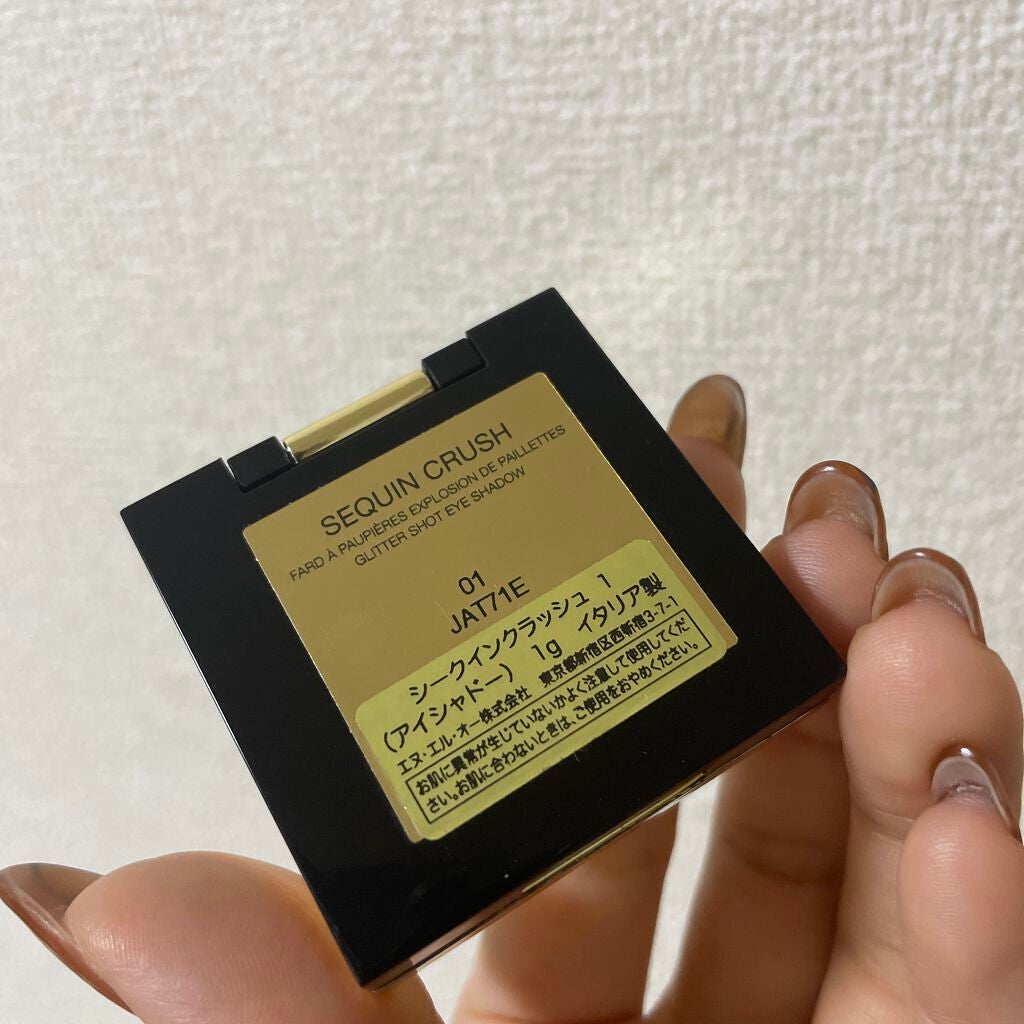 SEQUIN CRUSH
FARD À PAUPIÈRES EXPLOSION DE PAILLETTES
GLITTER SHOT EYE SHADOW
01
JAT71E
シークインクラッシュ 1
(アイシャドー) 1g イタリア製
エヌ・エル・オー株式会社 東京都新宿区西新宿3-7-1
お肌に異常が生じていないかよく注意して使用してくだ
さい。お肌に合わないときは、ご使用をおやめください。